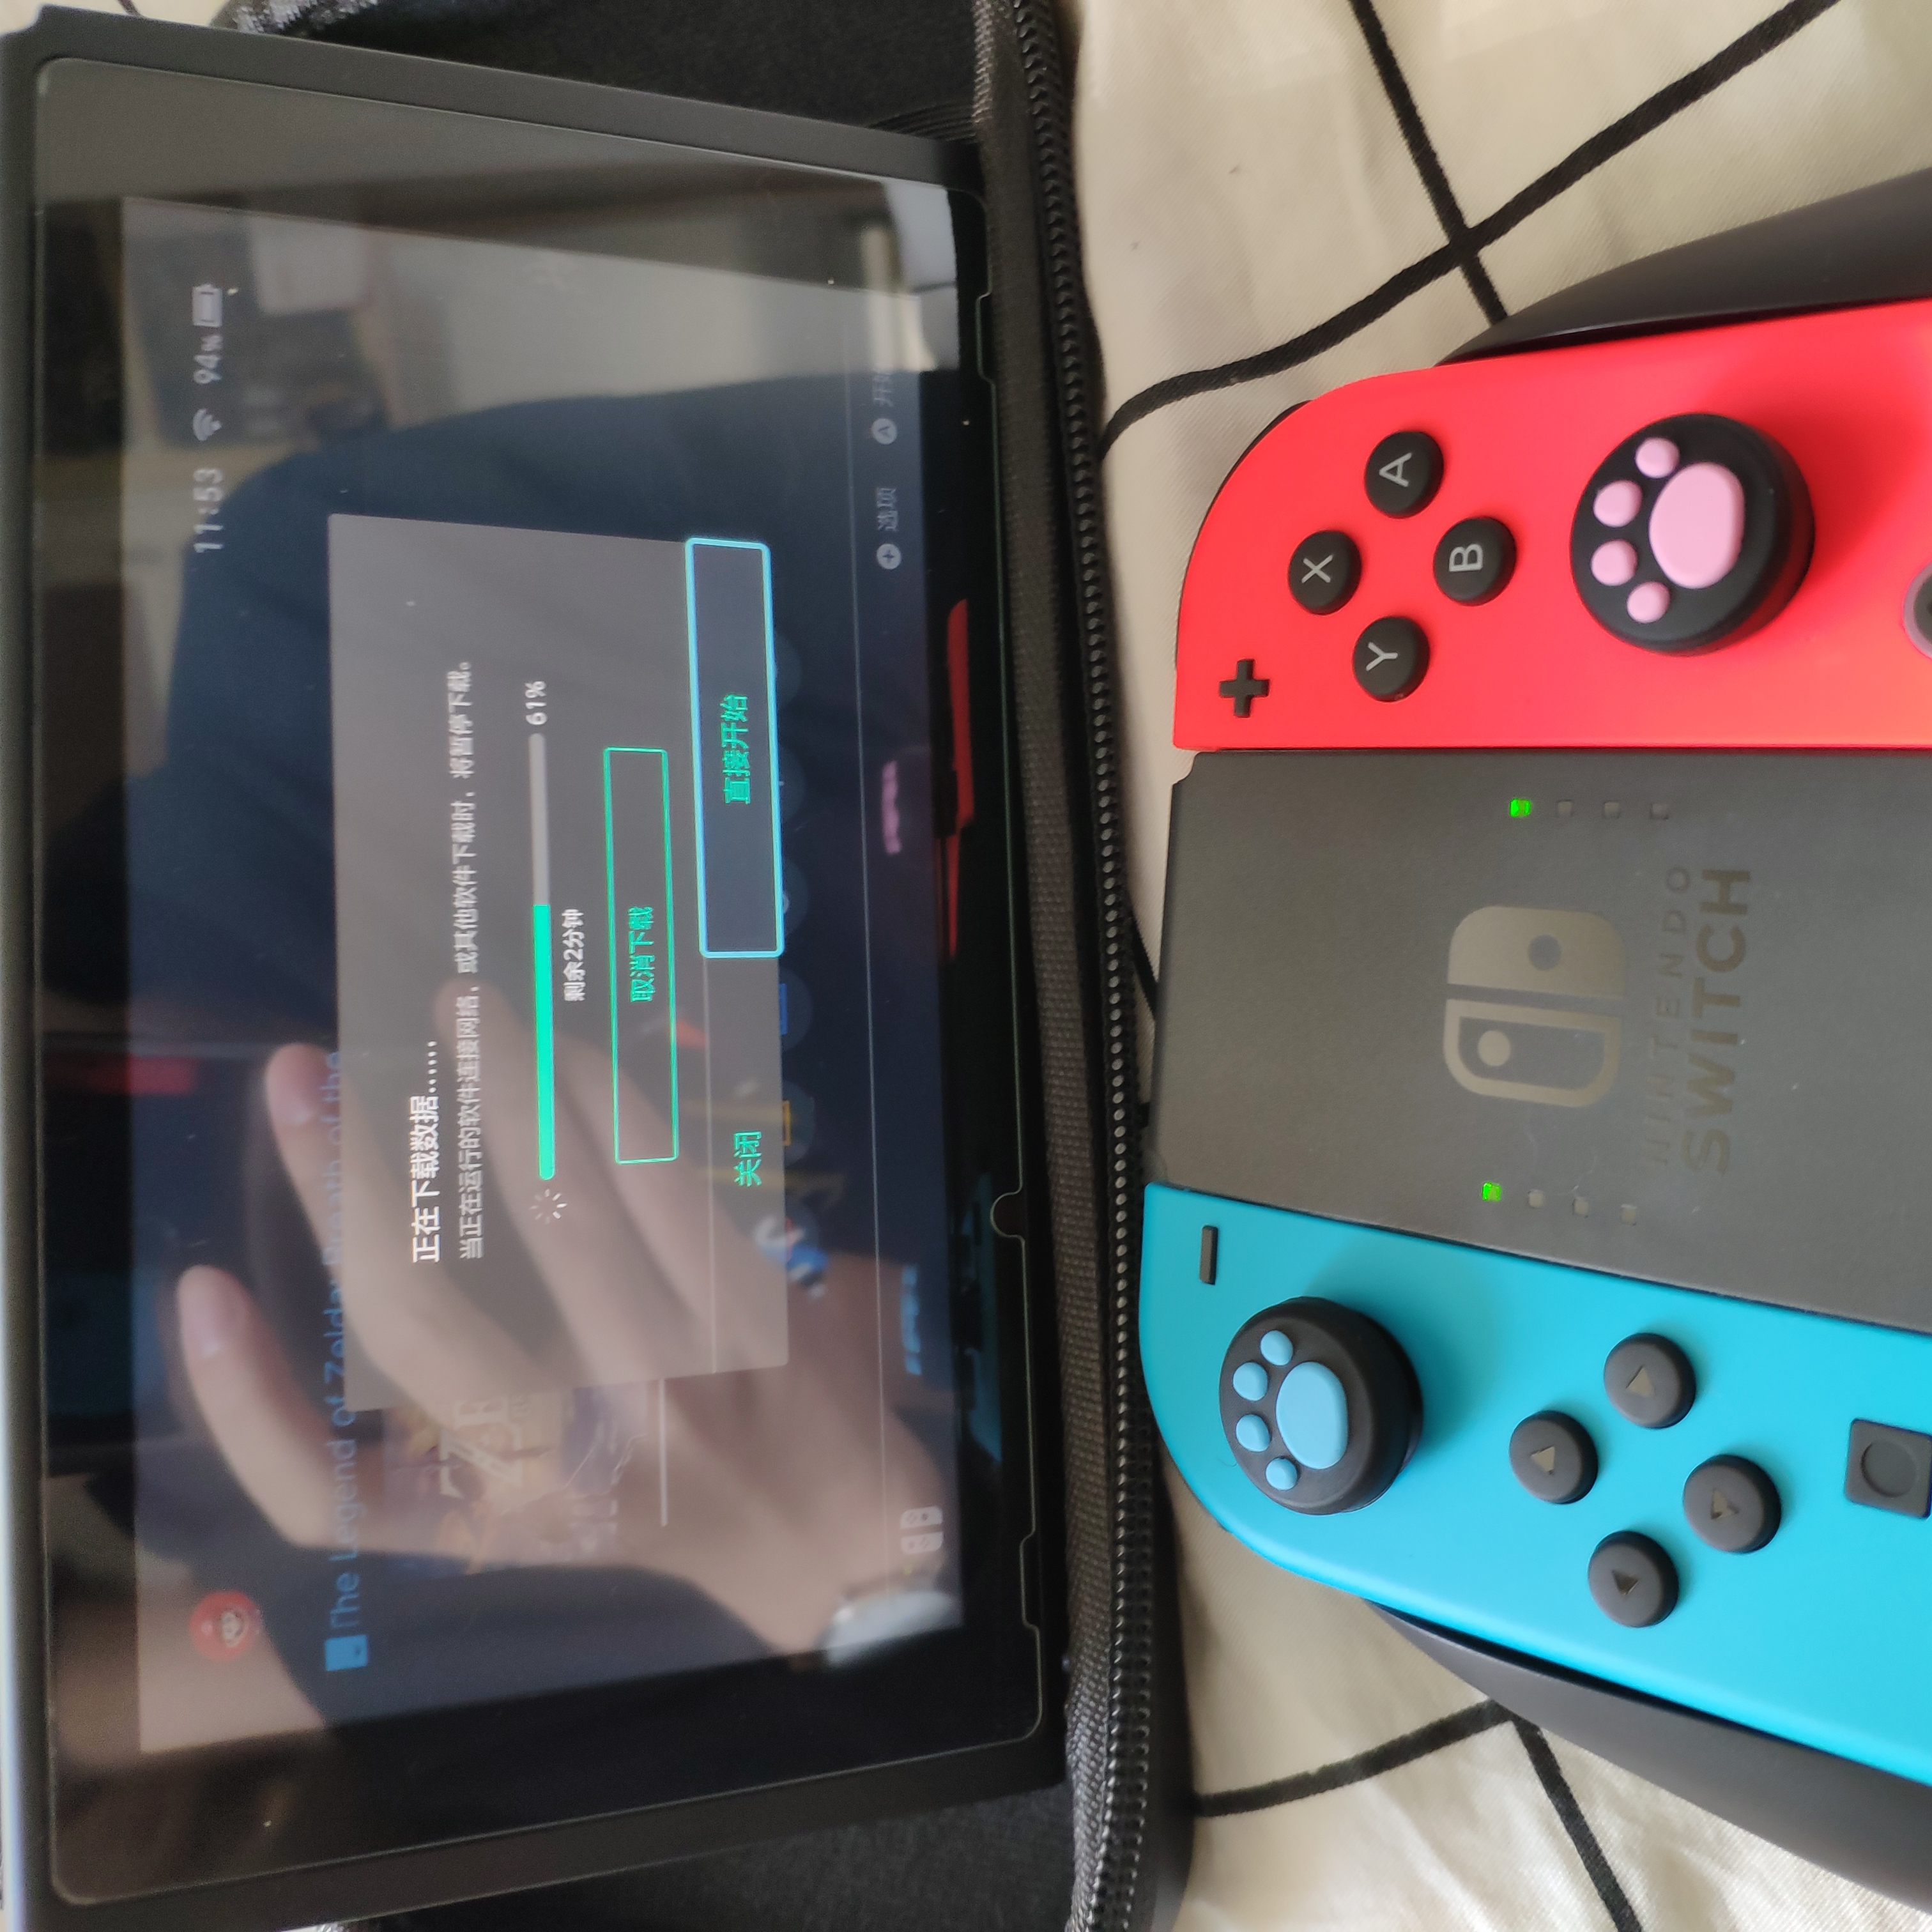 11:53 94%
The Legend of Zelda: Breath of the
ZE
正在下载数据……
当正在运行的软件连接网络，或其他软件下载时，将暂停下载。
61%
剩余2分钟
取消下载
关闭 直接开始
+ 选项 A 开始
X
Y A
B
NINTENDO
SWITCH